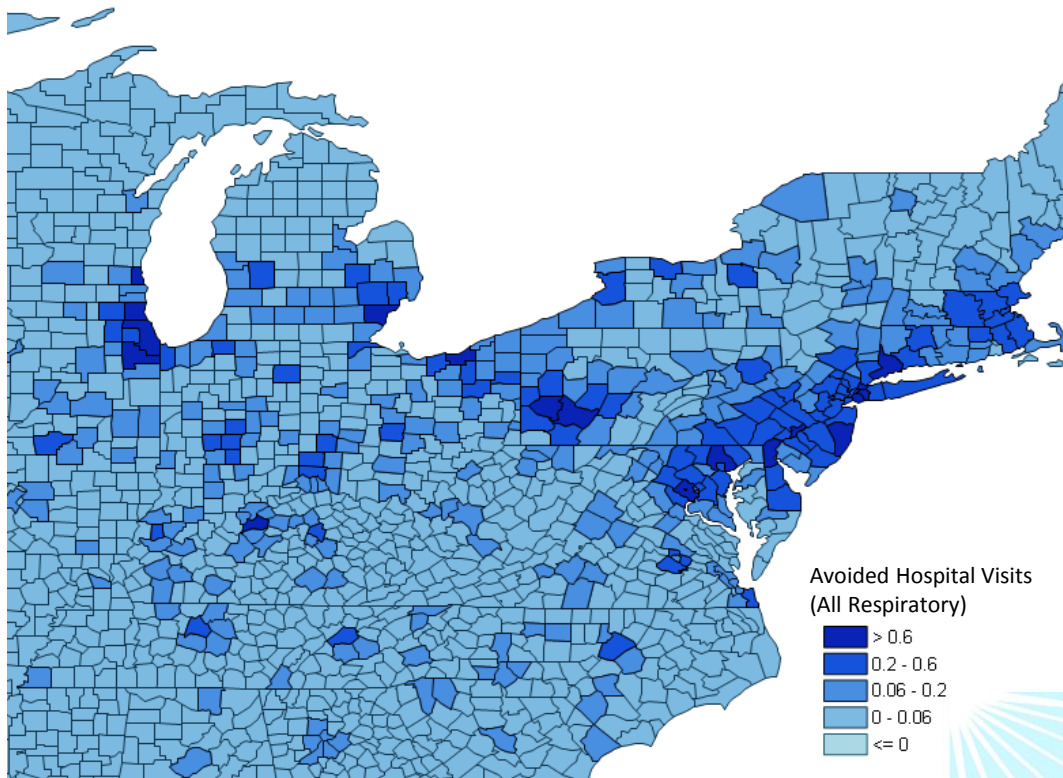 Avoided Hospital Visits
(All Respiratory)
> 0.6
0.2 - 0.6
0.06 - 0.2
0 - 0.06
<= 0